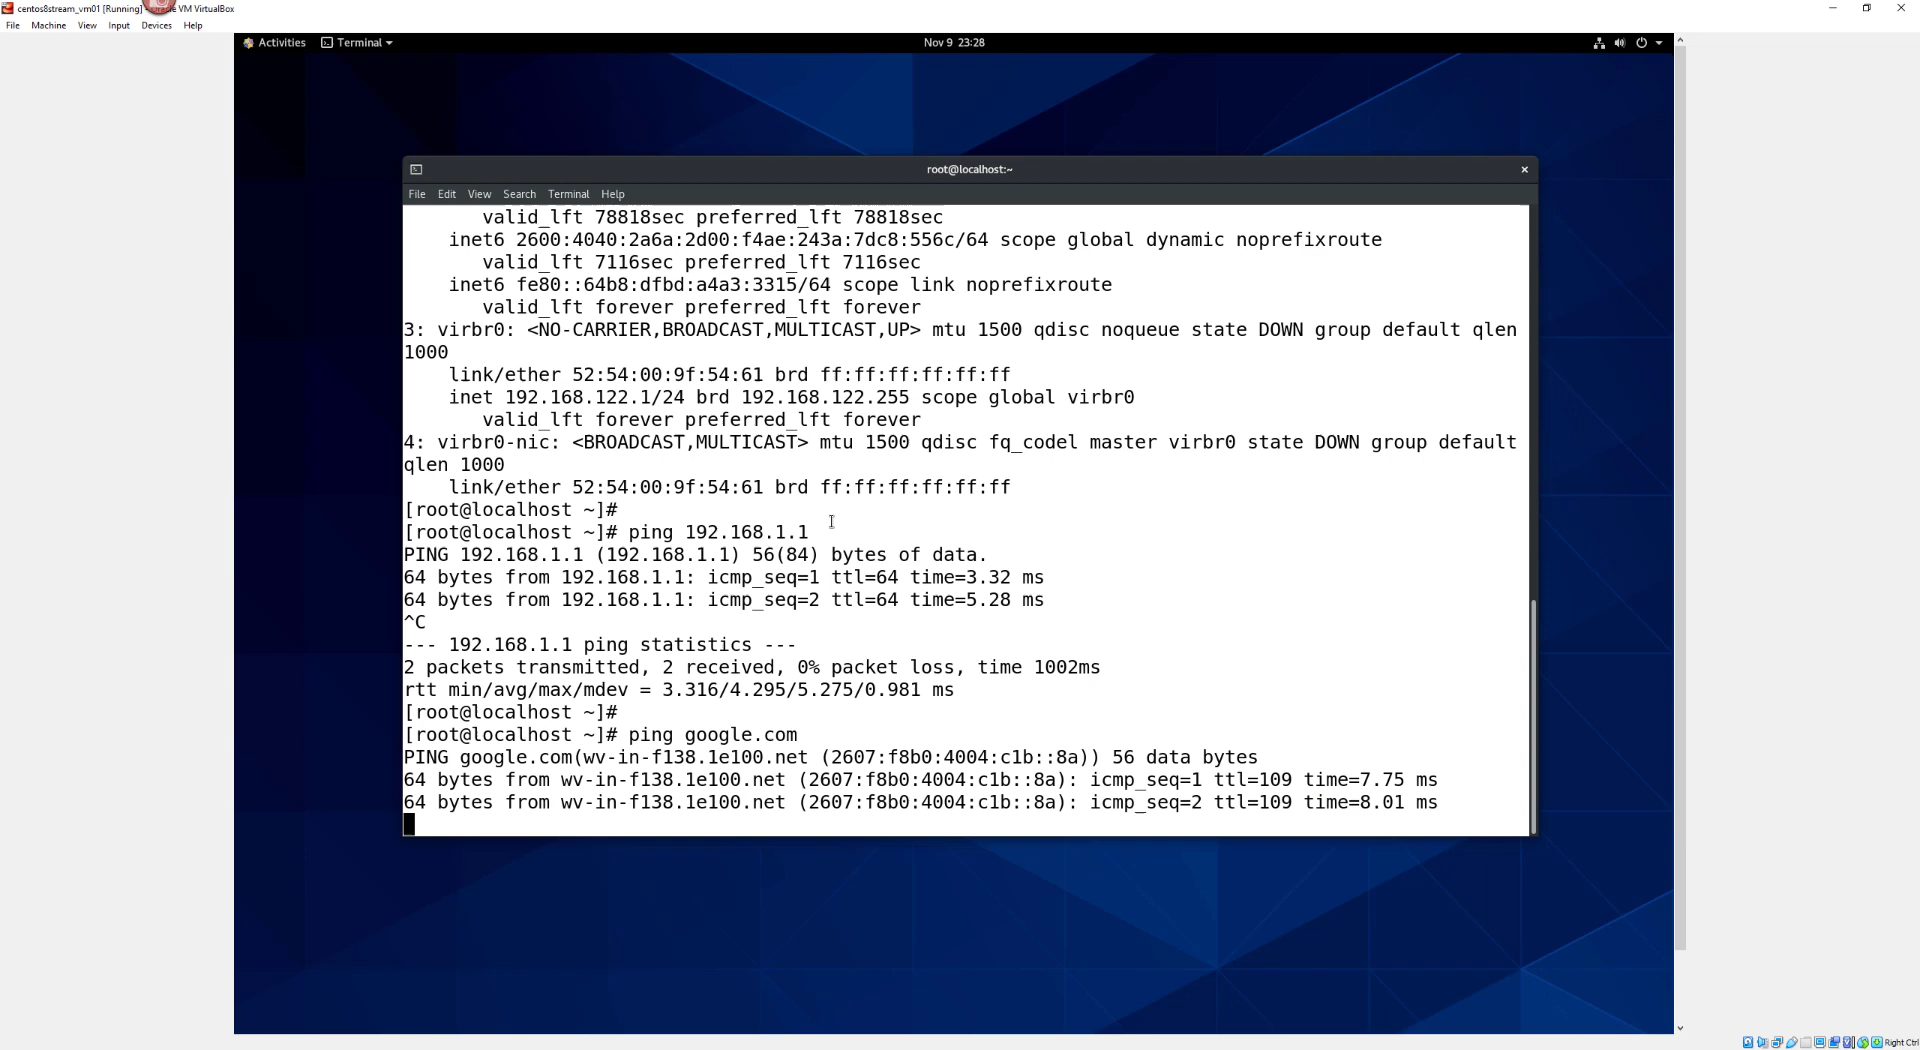 centos8stream_vm01 [Running] - Oracle VM VirtualBox
File Machine View Input Devices Help
Activities Terminal Nov 9 23:28
root@localhost:~
File Edit View Search Terminal Help
valid_lft 78818sec preferred_lft 78818sec
inet6 2600:4040:2a6a:2d00:f4ae:243a:7dc8:556c/64 scope global dynamic noprefixroute
valid_lft 7116sec preferred_lft 7116sec
inet6 fe80::64b8:dfbd:a4a3:3315/64 scope link noprefixroute
valid_lft forever preferred_lft forever
3: virbr0: <NO-CARRIER,BROADCAST,MULTICAST,UP> mtu 1500 qdisc noqueue state DOWN group default qlen
1000
link/ether 52:54:00:9f:54:61 brd ff:ff:ff:ff:ff:ff
inet 192.168.122.1/24 brd 192.168.122.255 scope global virbr0
valid_lft forever preferred_lft forever
4: virbr0-nic: <BROADCAST,MULTICAST> mtu 1500 qdisc fq_codel master virbr0 state DOWN group default
qlen 1000
link/ether 52:54:00:9f:54:61 brd ff:ff:ff:ff:ff:ff
[root@localhost ~]#
[root@localhost ~]# ping 192.168.1.1
PING 192.168.1.1 (192.168.1.1) 56(84) bytes of data.
64 bytes from 192.168.1.1: icmp_seq=1 ttl=64 time=3.32 ms
64 bytes from 192.168.1.1: icmp_seq=2 ttl=64 time=5.28 ms
^C
--- 192.168.1.1 ping statistics ---
2 packets transmitted, 2 received, 0% packet loss, time 1002ms
rtt min/avg/max/mdev = 3.316/4.295/5.275/0.981 ms
[root@localhost ~]#
[root@localhost ~]# ping google.com
PING google.com(wv-in-f138.1e100.net (2607:f8b0:4004:c1b::8a)) 56 data bytes
64 bytes from wv-in-f138.1e100.net (2607:f8b0:4004:c1b::8a): icmp_seq=1 ttl=109 time=7.75 ms
64 bytes from wv-in-f138.1e100.net (2607:f8b0:4004:c1b::8a): icmp_seq=2 ttl=109 time=8.01 ms
Right Ctrl